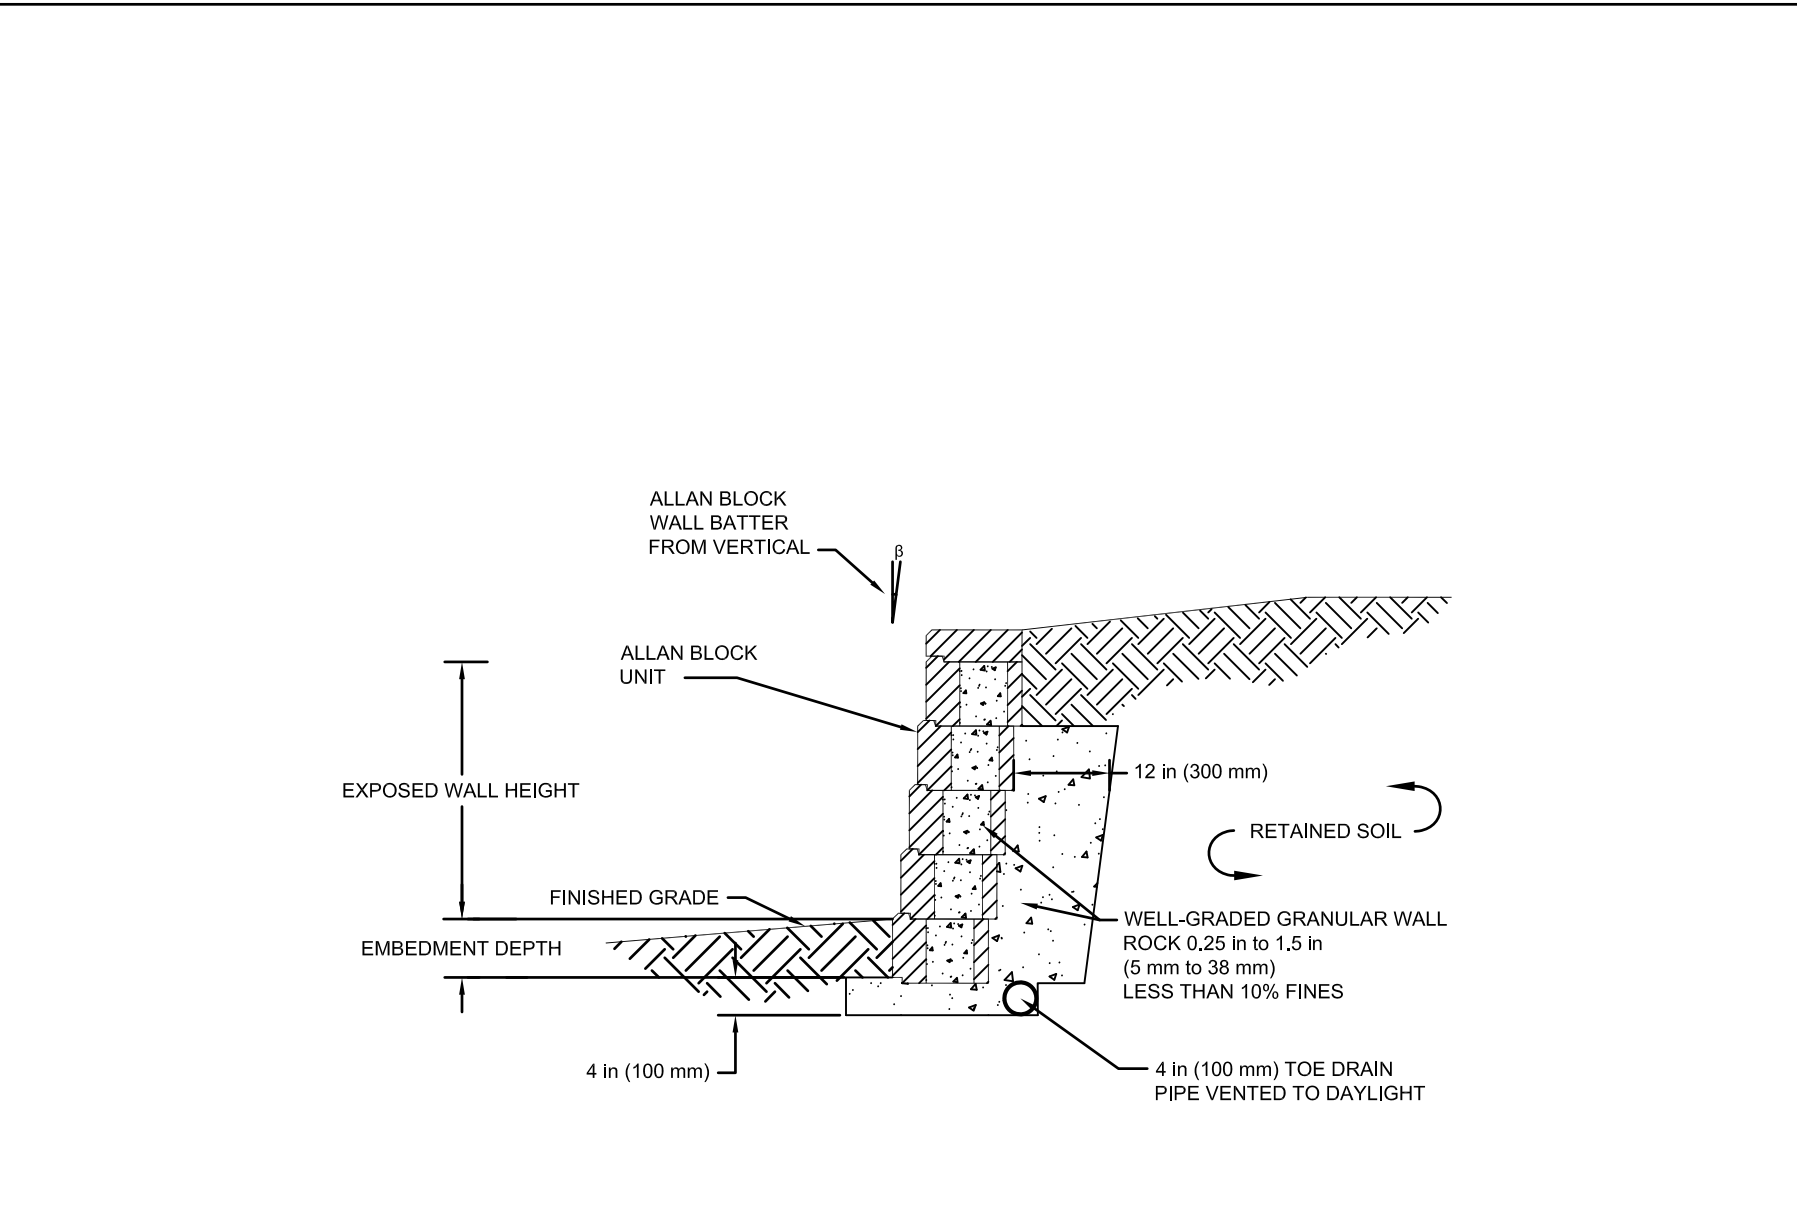 ALLAN BLOCK
WALL BATTER
FROM VERTICAL
β
ALLAN BLOCK
UNIT
12 in (300 mm)
EXPOSED WALL HEIGHT
RETAINED SOIL
FINISHED GRADE
WELL-GRADED GRANULAR WALL
ROCK 0.25 in to 1.5 in
(5 mm to 38 mm)
LESS THAN 10% FINES
EMBEDMENT DEPTH
4 in (100 mm)
4 in (100 mm) TOE DRAIN
PIPE VENTED TO DAYLIGHT